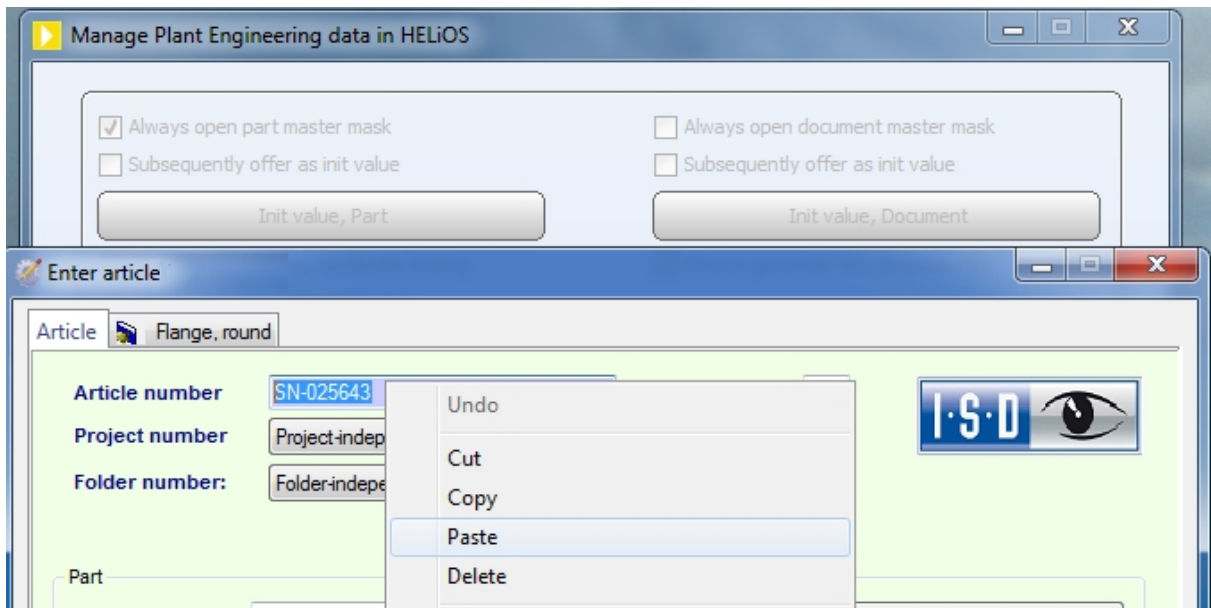 Manage Plant Engineering data in HELiOS
Always open part master mask
Always open document master mask
Subsequently offer as init value
Subsequently offer as init value
Init value, Part
Init value, Document
Enter article
Article
Flange, round
Article number
SN-025643
Undo
I·S·D
Project number
Project-indep
Cut
Folder number:
Folder-indepe
Copy
Paste
Part
Delete